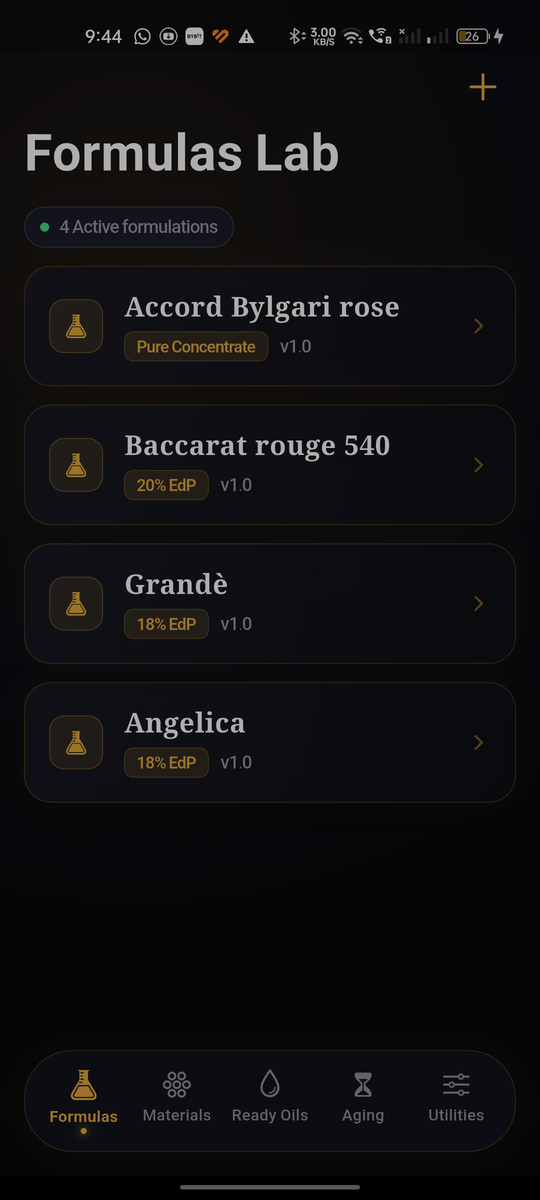 9:44
BYBIT
3.00
KB/S
26
Formulas Lab
4 Active formulations
Accord Bylgari rose
Pure Concentrate v1.0
Baccarat rouge 540
20% EdP v1.0
Grandè
18% EdP v1.0
Angelica
18% EdP v1.0
Formulas Materials Ready Oils Aging Utilities